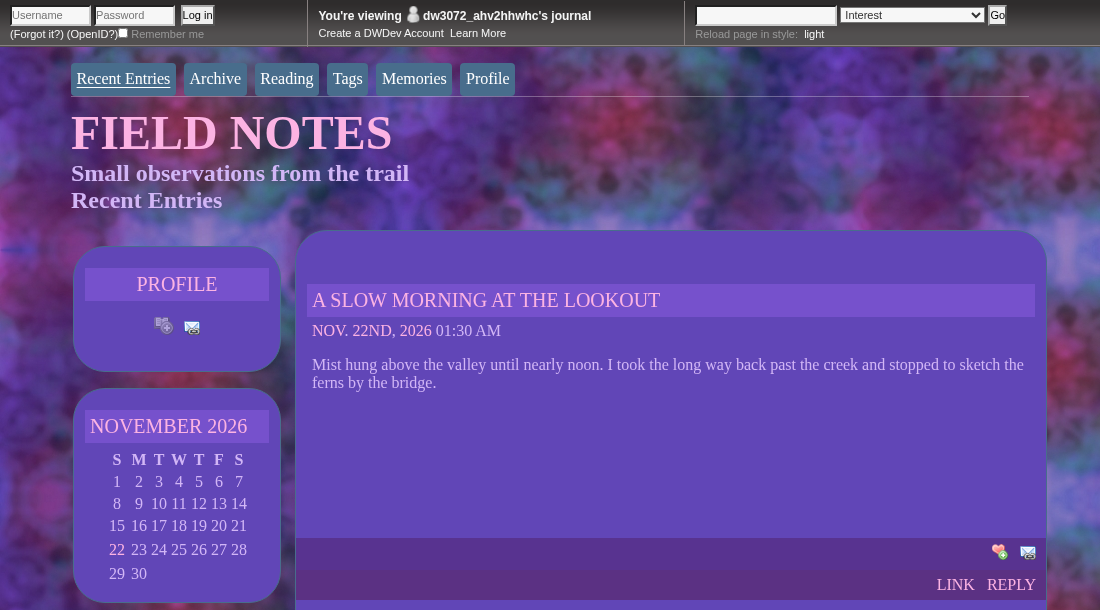 Username Password Log in
(Forgot it?) (OpenID?) Remember me
You're viewing dw3072_ahv2hhwhc's journal
Create a DWDev Account Learn More
Interest Go
Reload page in style: light
Recent Entries Archive Reading Tags Memories Profile
FIELD NOTES
Small observations from the trail
Recent Entries
PROFILE
NOVEMBER 2026
S M T W T F S
1 2 3 4 5 6 7
8 9 10 11 12 13 14
15 16 17 18 19 20 21
22 23 24 25 26 27 28
29 30
A SLOW MORNING AT THE LOOKOUT
NOV. 22ND, 2026 01:30 AM
Mist hung above the valley until nearly noon. I took the long way back past the creek and stopped to sketch the
ferns by the bridge.
LINK REPLY